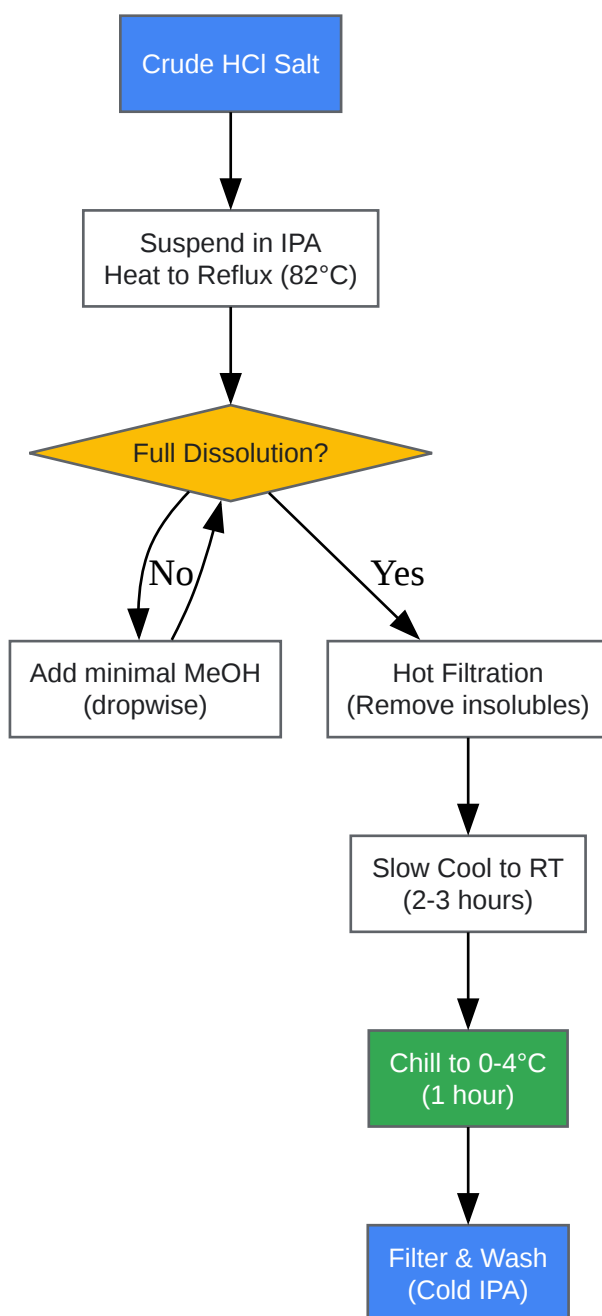 Crude HCl Salt
Suspend in IPA
Heat to Reflux (82°C)
Full Dissolution?
No
Yes
Add minimal MeOH
(dropwise)
Hot Filtration
(Remove insolubles)
Slow Cool to RT
(2-3 hours)
Chill to 0-4°C
(1 hour)
Filter & Wash
(Cold IPA)